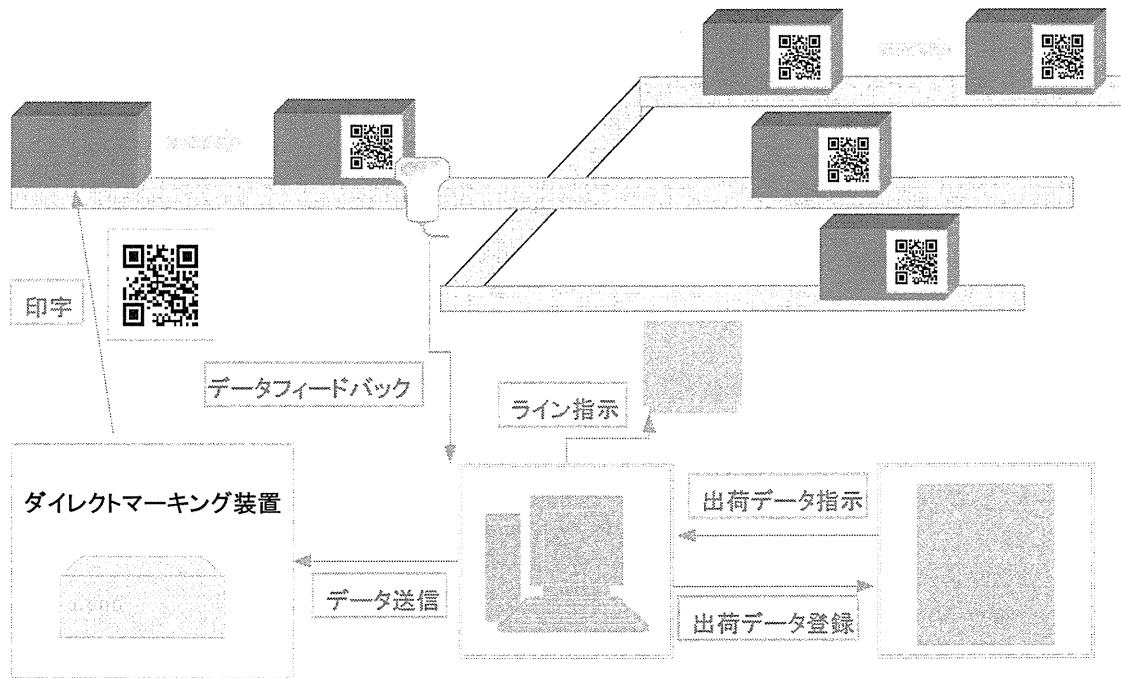 印字
データフィードバック
ライン指示
ダイレクトマーキング装置
出荷データ指示
データ送信
出荷データ登録